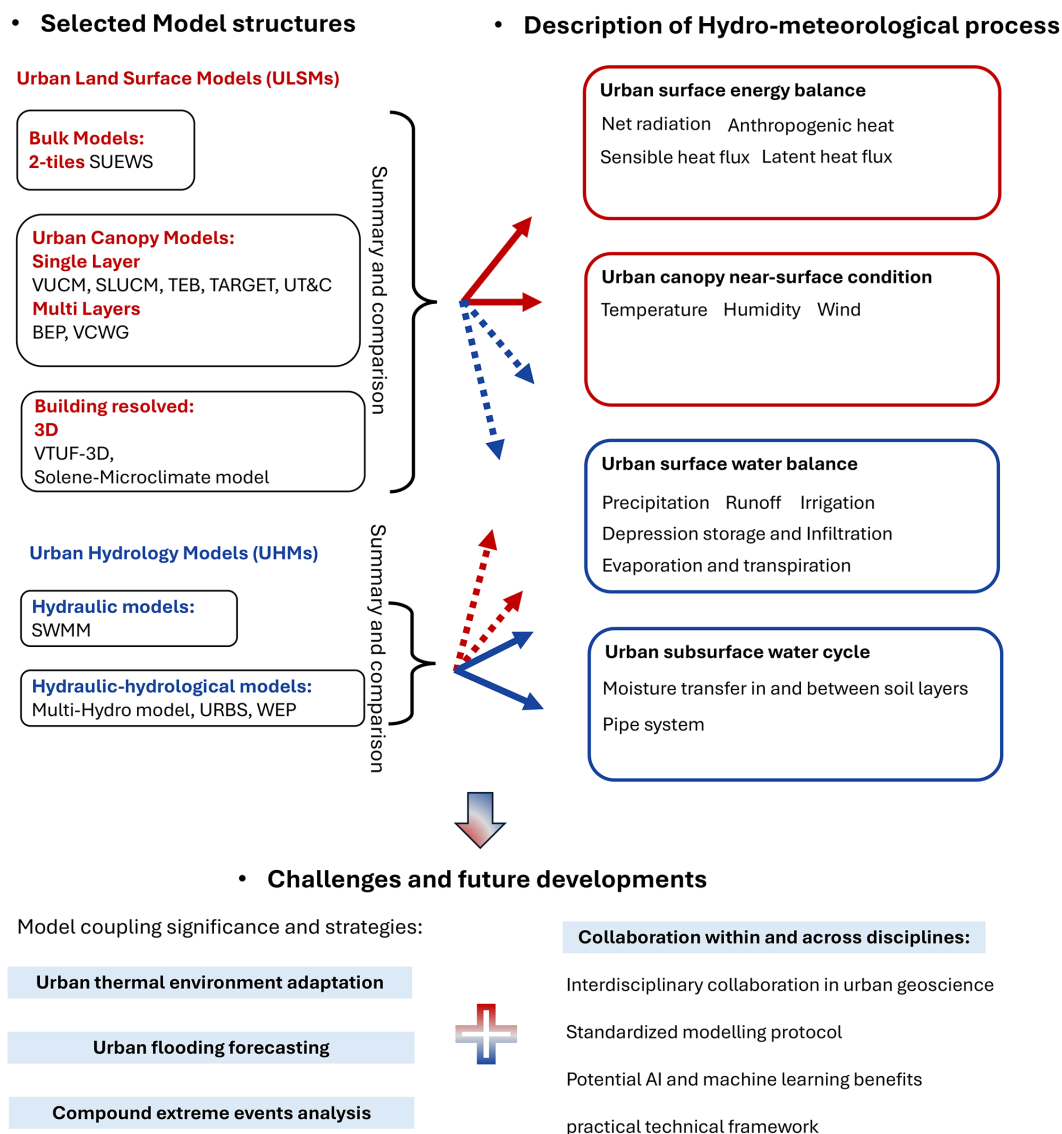 • Selected Model structures
Urban Land Surface Models (ULSMs)
Bulk Models:
2-tiles SUEWS
Urban Canopy Models:
Single Layer
VUCM, SLUCM, TEB, TARGET, UT&C
Multi Layers
BEP, VCWG
Building resolved:
3D
VTUF-3D,
Solene-Microclimate model
Summary and comparison
Urban Hydrology Models (UHMs)
Hydraulic models:
SWMM
Hydraulic-hydrological models:
Multi-Hydro model, URBS, WEP
Summary and comparison
• Description of Hydro-meteorological process
Urban surface energy balance
Net radiation Anthropogenic heat
Sensible heat flux Latent heat flux
Urban canopy near-surface condition
Temperature Humidity Wind
Urban surface water balance
Precipitation Runoff Irrigation
Depression storage and Infiltration
Evaporation and transpiration
Urban subsurface water cycle
Moisture transfer in and between soil layers
Pipe system
• Challenges and future developments
Model coupling significance and strategies:
Urban thermal environment adaptation
Urban flooding forecasting
Compound extreme events analysis
Collaboration within and across disciplines:
Interdisciplinary collaboration in urban geoscience
Standardized modelling protocol
Potential AI and machine learning benefits
practical technical framework